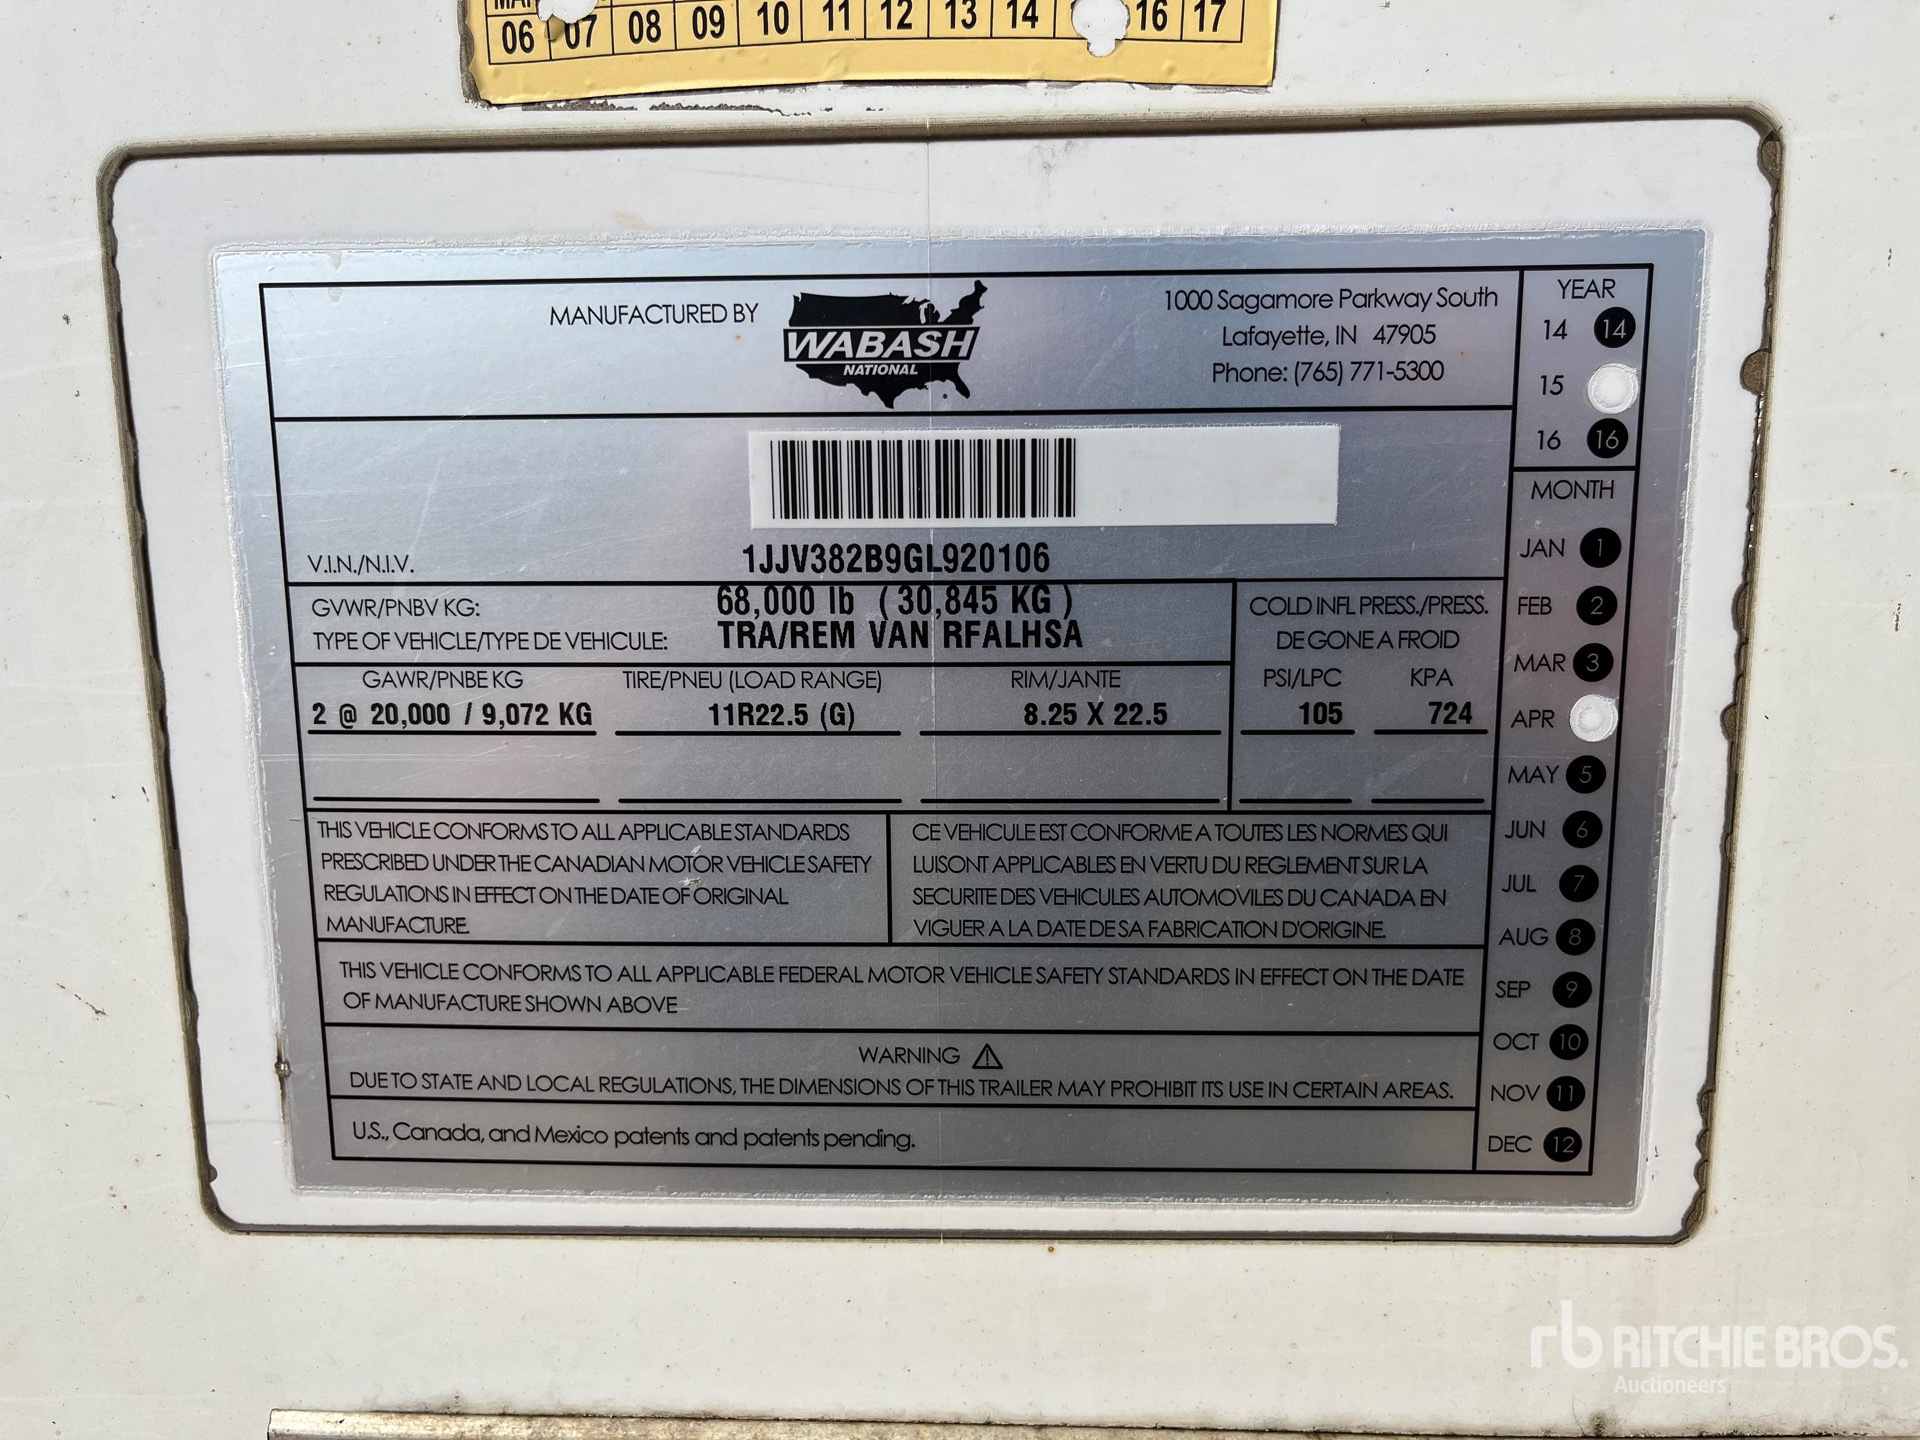 06 07 08 09 10 11 12 13 14 16 17
MANUFACTURED BY
WABASH
NATIONAL
1000 Sagamore Parkway South
Lafayette, IN 47905
Phone: (765) 771-5300
YEAR
14 14
15
16 16
V.I.N./N.I.V.
1JJV382B9GL920106
GVWR/PNBV KG:
68,000 lb ( 30,845 KG )
TYPE OF VEHICLE/TYPE DE VEHICULE:
TRA/REM VAN RFALHSA
COLD INFL PRESS./PRESS.
DE GONE A FROID
GAWR/PNBE KG
TIRE/PNEU (LOAD RANGE)
RIM/JANTE
PSI/LPC
KPA
2 @ 20,000 / 9,072 KG
11R22.5 (G)
8.25 X 22.5
105
724
THIS VEHICLE CONFORMS TO ALL APPLICABLE STANDARDS
PRESCRIBED UNDER THE CANADIAN MOTOR VEHICLE SAFETY
REGULATIONS IN EFFECT ON THE DATE OF ORIGINAL
MANUFACTURE.
CE VEHICULE EST CONFORME A TOUTES LES NORMES QUI
LUISONT APPLICABLES EN VERTU DU REGLEMENT SUR LA
SECURITE DES VEHICULES AUTOMOVILES DU CANADA EN
VIGUER A LA DATE DE SA FABRICATION D'ORIGINE.
THIS VEHICLE CONFORMS TO ALL APPLICABLE FEDERAL MOTOR VEHICLE SAFETY STANDARDS IN EFFECT ON THE DATE
OF MANUFACTURE SHOWN ABOVE
WARNING ⚠
DUE TO STATE AND LOCAL REGULATIONS, THE DIMENSIONS OF THIS TRAILER MAY PROHIBIT ITS USE IN CERTAIN AREAS.
U.S., Canada, and Mexico patents and patents pending.
MONTH
JAN 1
FEB 2
MAR 3
APR
MAY 5
JUN 6
JUL 7
AUG 8
SEP 9
OCT 10
NOV 11
DEC 12
rb RITCHIE BROS.
Auctioneers